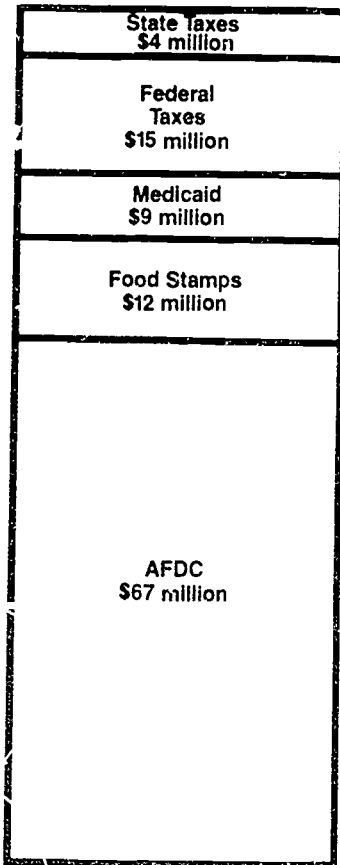 State Taxes
$4 million
Federal
Taxes
$15 million
Medicaid
$9 million
Food Stamps
$12 million
AFDC
$67 million